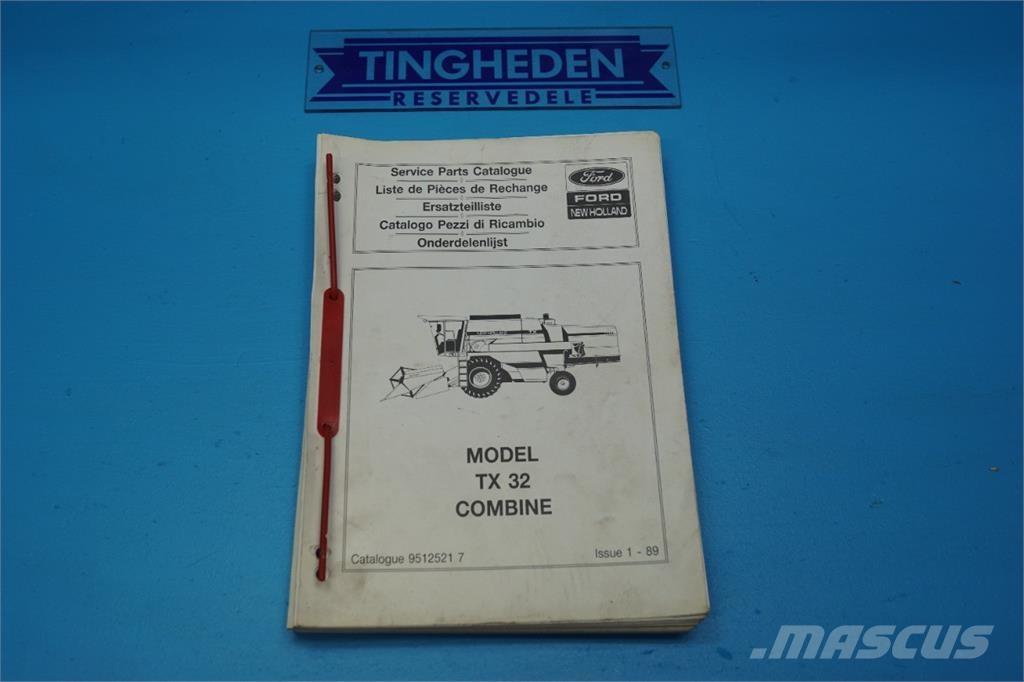 TINGHEDEN
RESERVEDELE
Service Parts Catalogue
Liste de Pièces de Rechange
Ersatzteilliste
Catalogo Pezzi di Ricambio
Onderdelenlijst
Ford
FORD
NEW HOLLAND
TX
MODEL
TX 32
COMBINE
Catalogue 9512521 7
Issue 1 - 89
.MASCUS